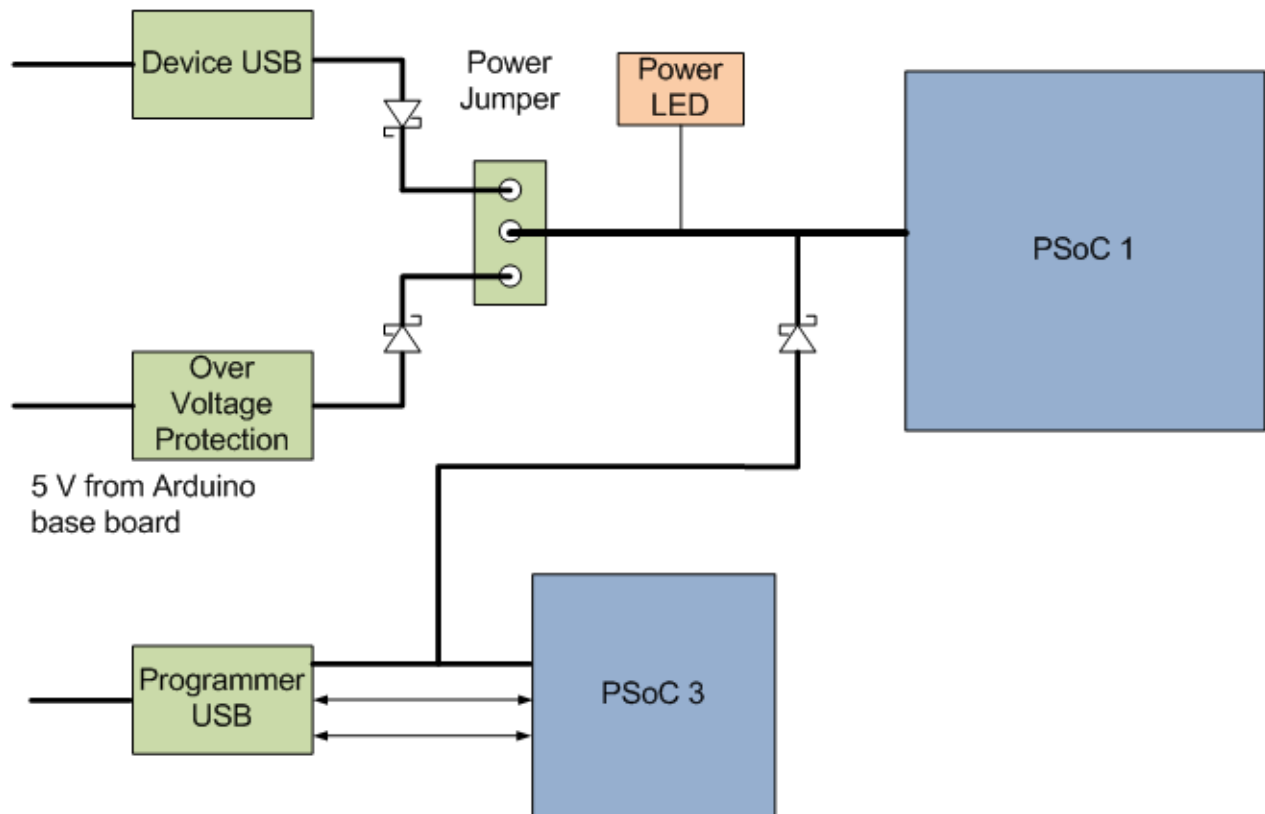 Device USB
Power
Jumper
Power
LED
PSoC 1
Over
Voltage
Protection
5 V from Arduino
base board
Programmer
USB
PSoC 3